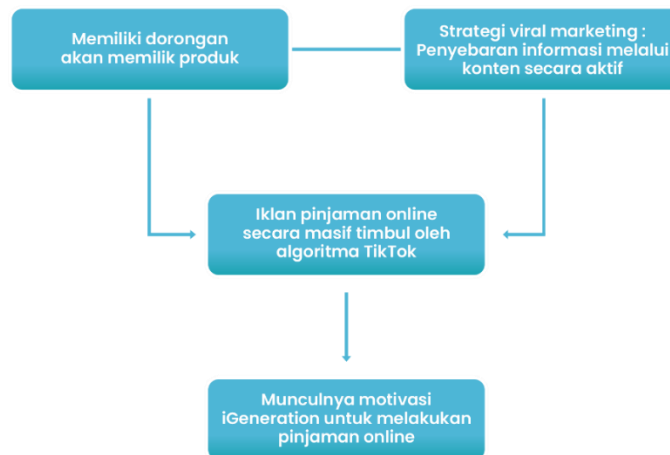 Memiliki dorongan
akan memilik produk
Strategi viral marketing :
Penyebaran informasi melalui
konten secara aktif
Iklan pinjaman online
secara masif timbul oleh
algoritma TikTok
Munculnya motivasi
iGeneration untuk melakukan
pinjaman online